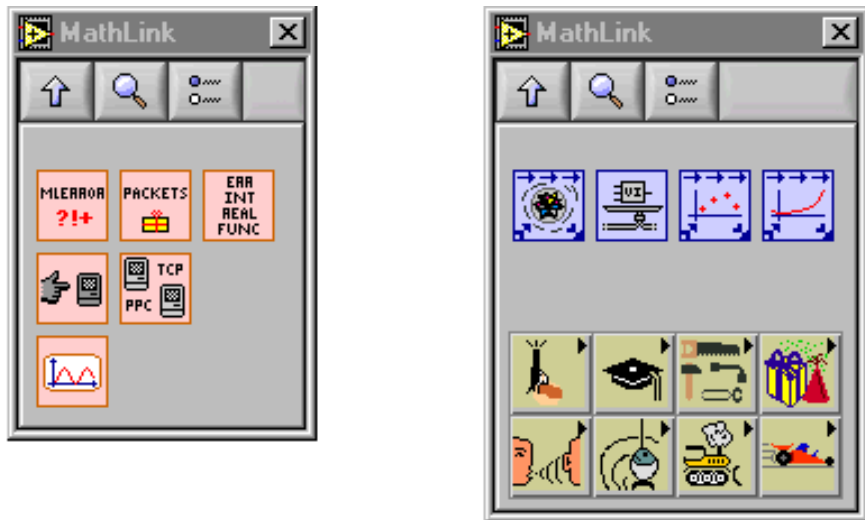 MathLink
MLERROR
?!+
PACKETS
ERR
INT
REAL
FUNC
TCP
PPC
MathLink
VI